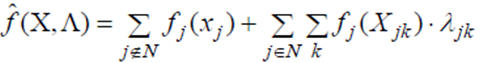 f̂(X,Λ) = ∑_{j∉N} f_j(x_j) + ∑_{j∈N} ∑_k f_j(X_{jk}) · λ_{jk}